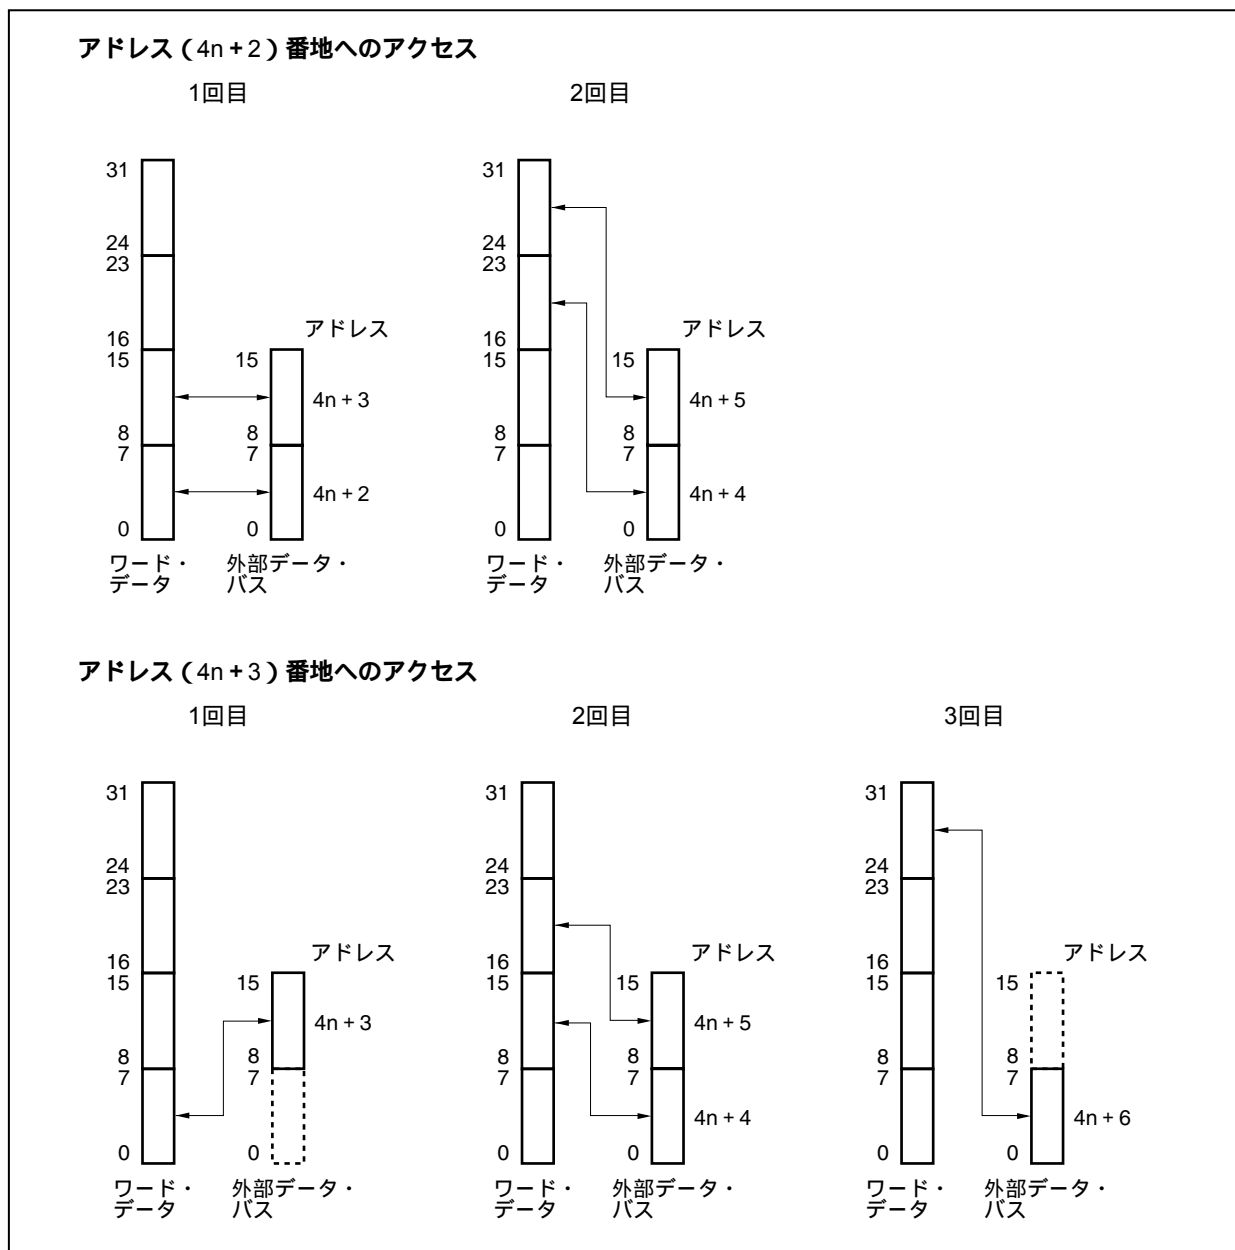 アドレス（4n＋2）番地へのアクセス
1回目
2回目
31
24
23
16
15
8
7
0
アドレス
15
4n＋3
8
7
4n＋2
0
ワード・
データ
外部データ・
バス
31
24
23
16
15
8
7
0
アドレス
15
4n＋5
8
7
4n＋4
0
ワード・
データ
外部データ・
バス
アドレス（4n＋3）番地へのアクセス
1回目
2回目
3回目
31
24
23
16
15
8
7
0
アドレス
15
4n＋3
8
7
0
ワード・
データ
外部データ・
バス
31
24
23
16
15
8
7
0
アドレス
15
4n＋5
8
7
4n＋4
0
ワード・
データ
外部データ・
バス
31
24
23
16
15
8
7
0
アドレス
15
8
7
4n＋6
0
ワード・
データ
外部データ・
バス